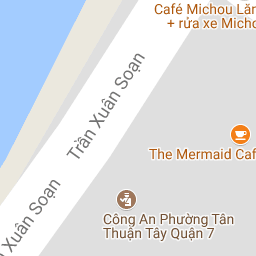 Café Michou Lăn
+ rửa xe Micho
Trần Xuân Soạn
The Mermaid Caf
Công An Phường Tân
Thuận Tây Quận 7
n Xuân Soạn